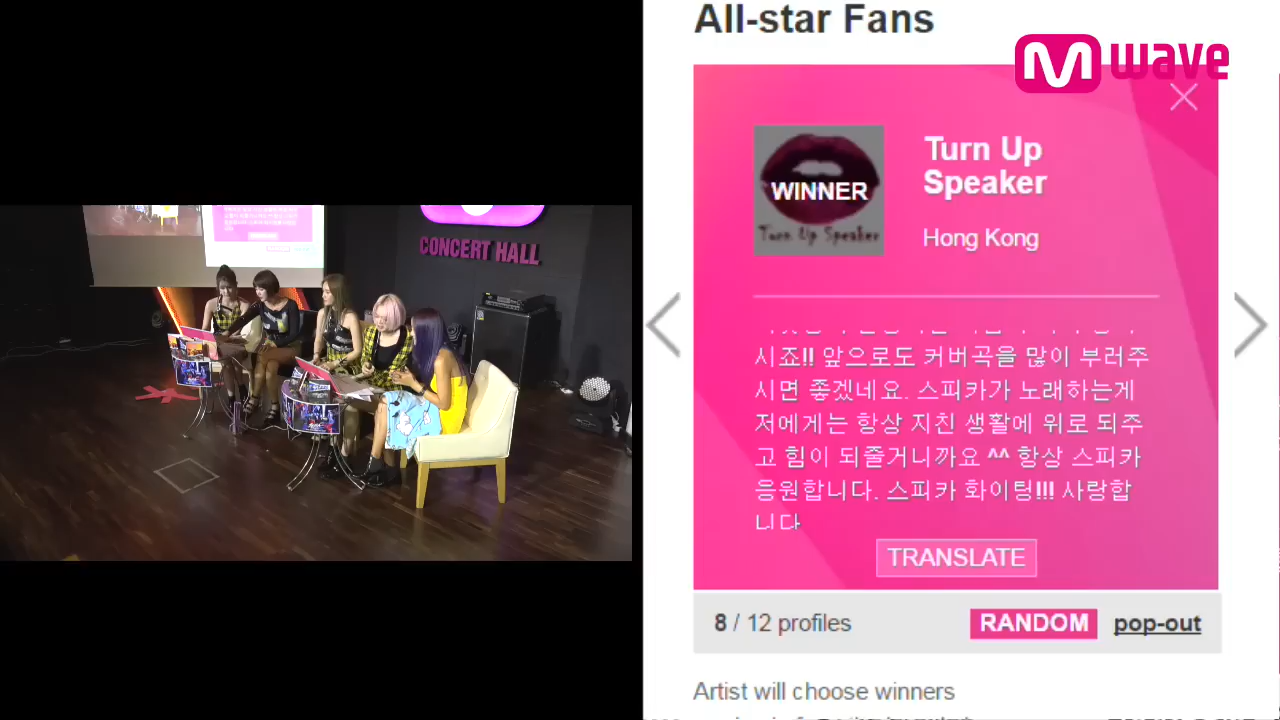 All-star Fans
M wave
WINNER
Turn Up Speaker
Turn Up
Speaker
Hong Kong
시죠!! 앞으로도 커버곡을 많이 부러주
시면 좋겠네요. 스피카가 노래하는게
저에게는 항상 지친 생활에 위로 되주
고 힘이 되줄거니까요 ^^ 항상 스피카
응원합니다. 스피카 화이팅!!! 사랑합
니다
TRANSLATE
8 / 12 profiles
RANDOM
pop-out
Artist will choose winners
CONCERT HALL